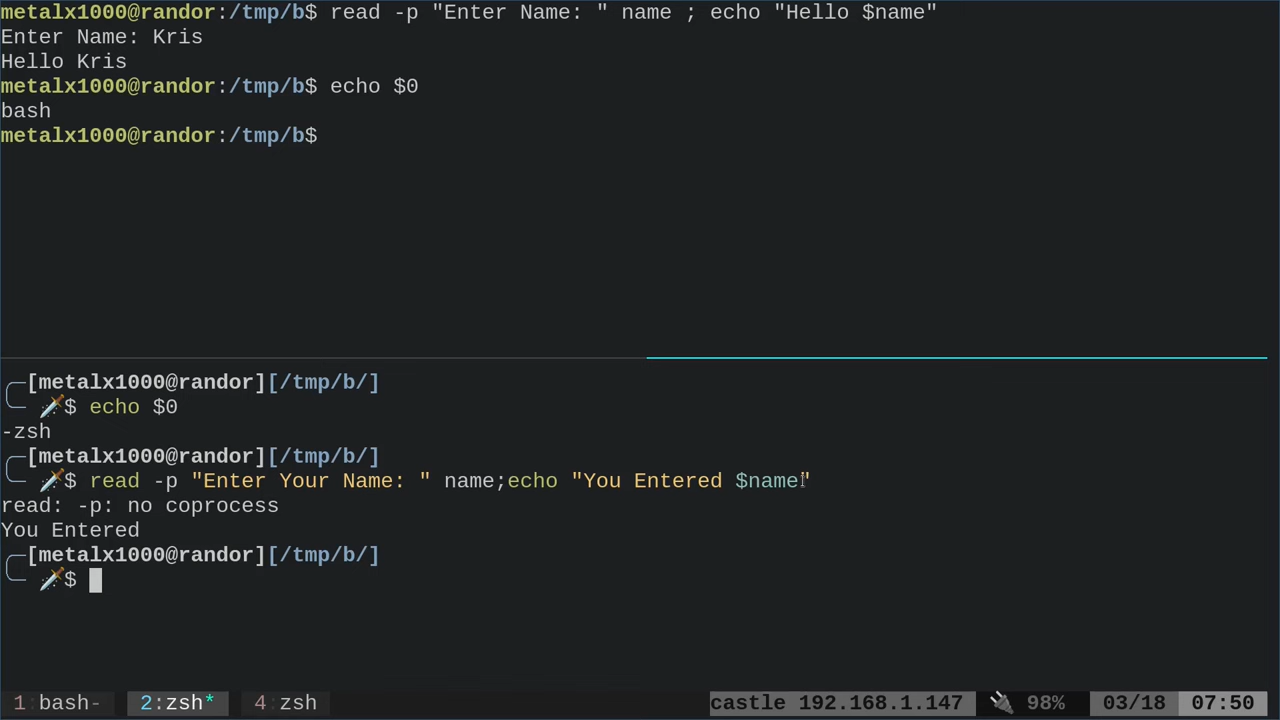 metalx1000@randor:/tmp/b$ read -p "Enter Name: " name ; echo "Hello $name"
Enter Name: Kris
Hello Kris
metalx1000@randor:/tmp/b$ echo $0
bash
metalx1000@randor:/tmp/b$
[metalx1000@randor][/tmp/b/]
$ echo $0
-zsh
[metalx1000@randor][/tmp/b/]
$ read -p "Enter Your Name: " name;echo "You Entered $name"
read: -p: no coprocess
You Entered
[metalx1000@randor][/tmp/b/]
$
1:bash- 2:zsh* 4:zsh castle 192.168.1.147 98% 03/18 07:50